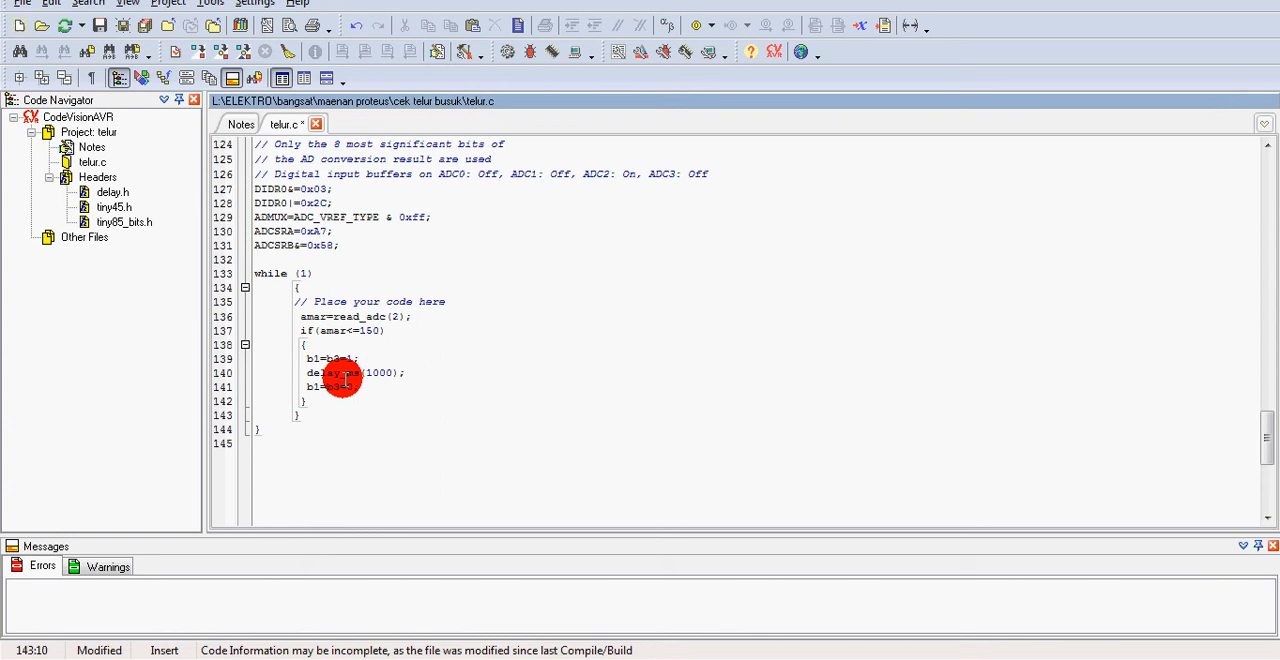 File Edit Search View Project Tools Settings Help
Code Navigator
CodeVisionAVR
Project: telur
Notes
telur.c
Headers
delay.h
tiny45.h
tiny85_bits.h
Other Files
L:\ELEKTRO\bangsat\maenan proteus\cek telur busuk\telur.c
Notes telur.c *
124 // Only the 8 most significant bits of
125 // the AD conversion result are used
126 // Digital input buffers on ADC0: Off, ADC1: Off, ADC2: On, ADC3: Off
127 DIDR0&=0x03;
128 DIDR0|=0x2C;
129 ADMUX=ADC_VREF_TYPE & 0xff;
130 ADCSRA=0xA7;
131 ADCSRB&=0x58;
132
133 while (1)
134 {
135 // Place your code here
136 amar=read_adc(2);
137 if(amar<=150)
138 {
139 b1=b3=1;
140 delay_ms(1000);
141 b1=b3=0;
142 }
143 }
144 }
145
Messages
Errors Warnings
143:10 Modified Insert Code Information may be incomplete, as the file was modified since last Compile/Build